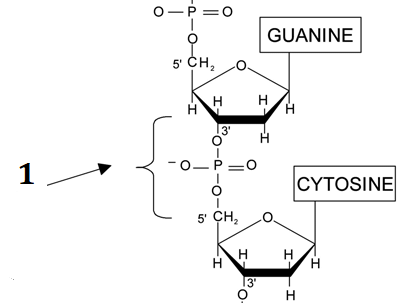 ⁻O–P=O
O
GUANINE
5' CH₂
O
H H H H
3'
O
1
⁻O–P=O
O
CYTOSINE
5' CH₂
O
H H H H
3'
O